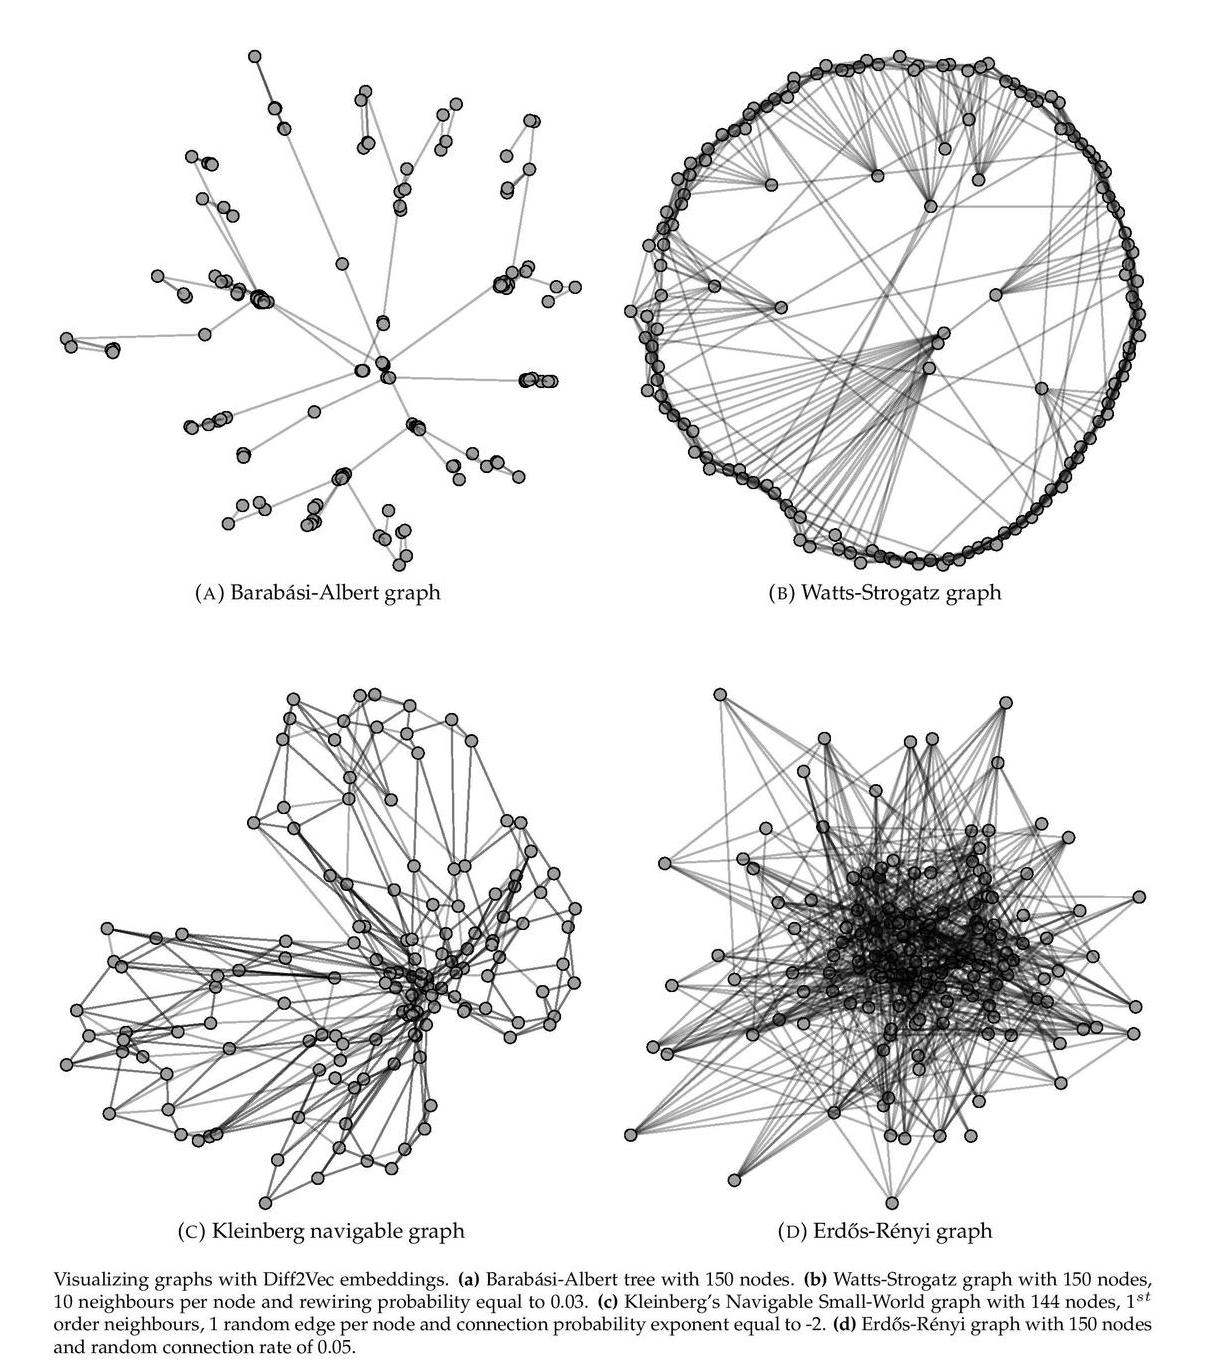 (A) Barabási-Albert graph
(B) Watts-Strogatz graph
(C) Kleinberg navigable graph
(D) Erdős-Rényi graph
Visualizing graphs with Diff2Vec embeddings. (a) Barabási-Albert tree with 150 nodes. (b) Watts-Strogatz graph with 150 nodes,
10 neighbours per node and rewiring probability equal to 0.03. (c) Kleinberg's Navigable Small-World graph with 144 nodes, 1st
order neighbours, 1 random edge per node and connection probability exponent equal to -2. (d) Erdős-Rényi graph with 150 nodes
and random connection rate of 0.05.